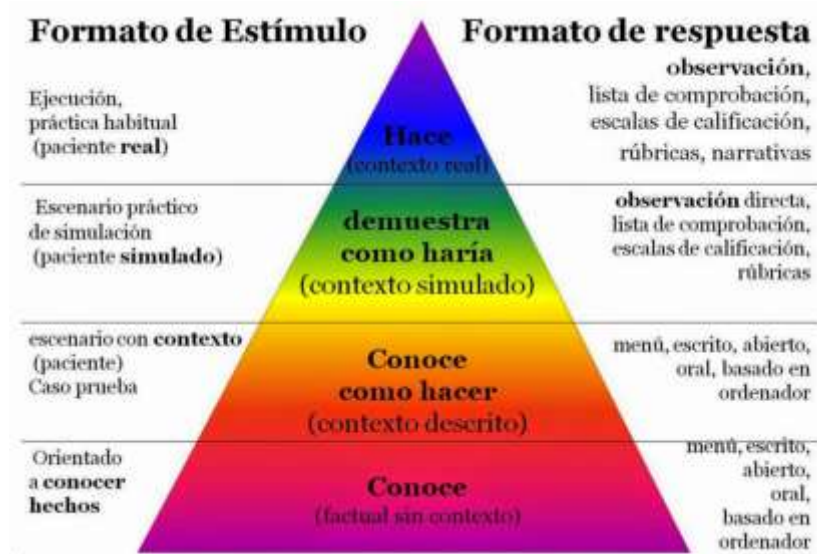 Formato de Estímulo
Formato de respuesta
Ejecución,
práctica habitual
(paciente real)
Hace
(contexto real)
observación,
lista de comprobación,
escalas de calificación,
rúbricas, narrativas
Escenario práctico
de simulación
(paciente simulado)
demuestra
como haría
(contexto simulado)
observación directa,
lista de comprobación,
escalas de calificación,
rúbricas
escenario con contexto
(paciente)
Caso prueba
Conoce
como hacer
(contexto descrito)
menú, escrito, abierto,
oral, basado en
ordenador
Orientado
a conocer
hechos
Conoce
(factual sin contexto)
menú, escrito,
abierto,
oral,
basado en
ordenador